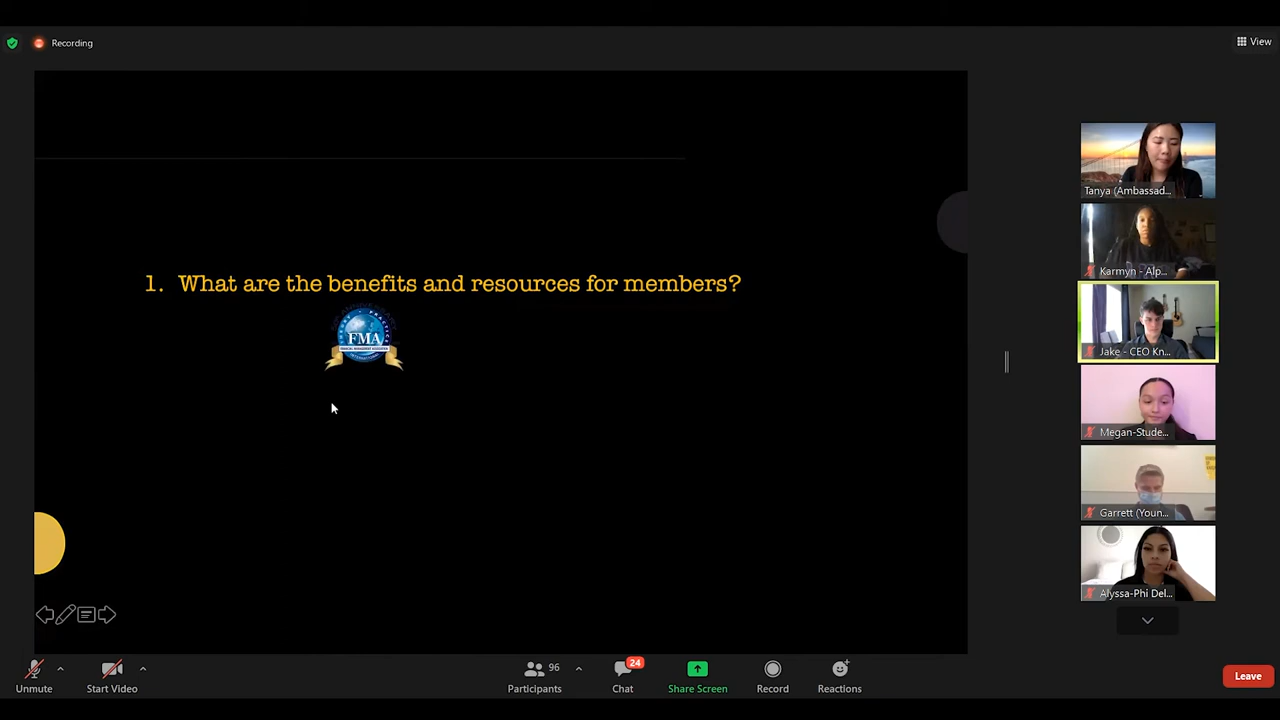 Recording
View
1. What are the benefits and resources for members?
FMA
Tanya (Ambassad...
Karmyn - Alp...
Jake - CEO Kn...
Megan-Stude...
Garrett (Youn...
Alyssa-Phi Del...
Unmute
Start Video
96
Participants
24
Chat
Share Screen
Record
Reactions
Leave